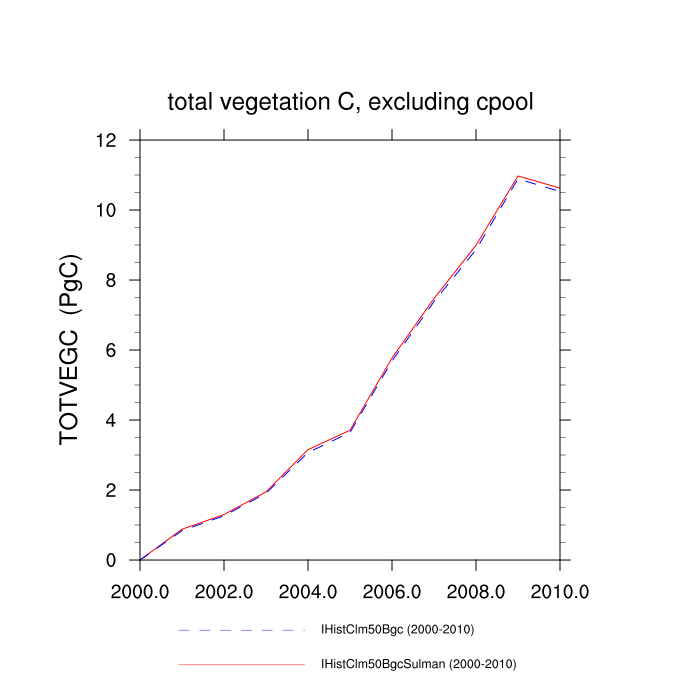 total vegetation C, excluding cpool
TOTVEGC (PgC)
12
10
8
6
4
2
0
2000.0 2002.0 2004.0 2006.0 2008.0 2010.0
IHistClm50Bgc (2000-2010)
IHistClm50BgcSulman (2000-2010)